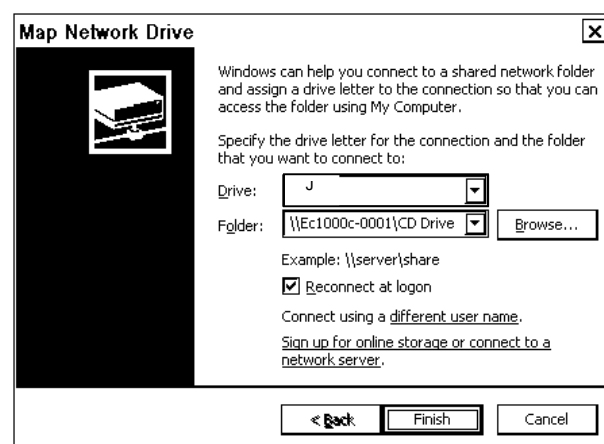 Map Network Drive
Windows can help you connect to a shared network folder
and assign a drive letter to the connection so that you can
access the folder using My Computer.
Specify the drive letter for the connection and the folder
that you want to connect to:
Drive: J
Folder: \\Ec1000c-0001\CD Drive Browse...
Example: \\server\share
Reconnect at logon
Connect using a different user name.
Sign up for online storage or connect to a
network server.
< Back Finish Cancel